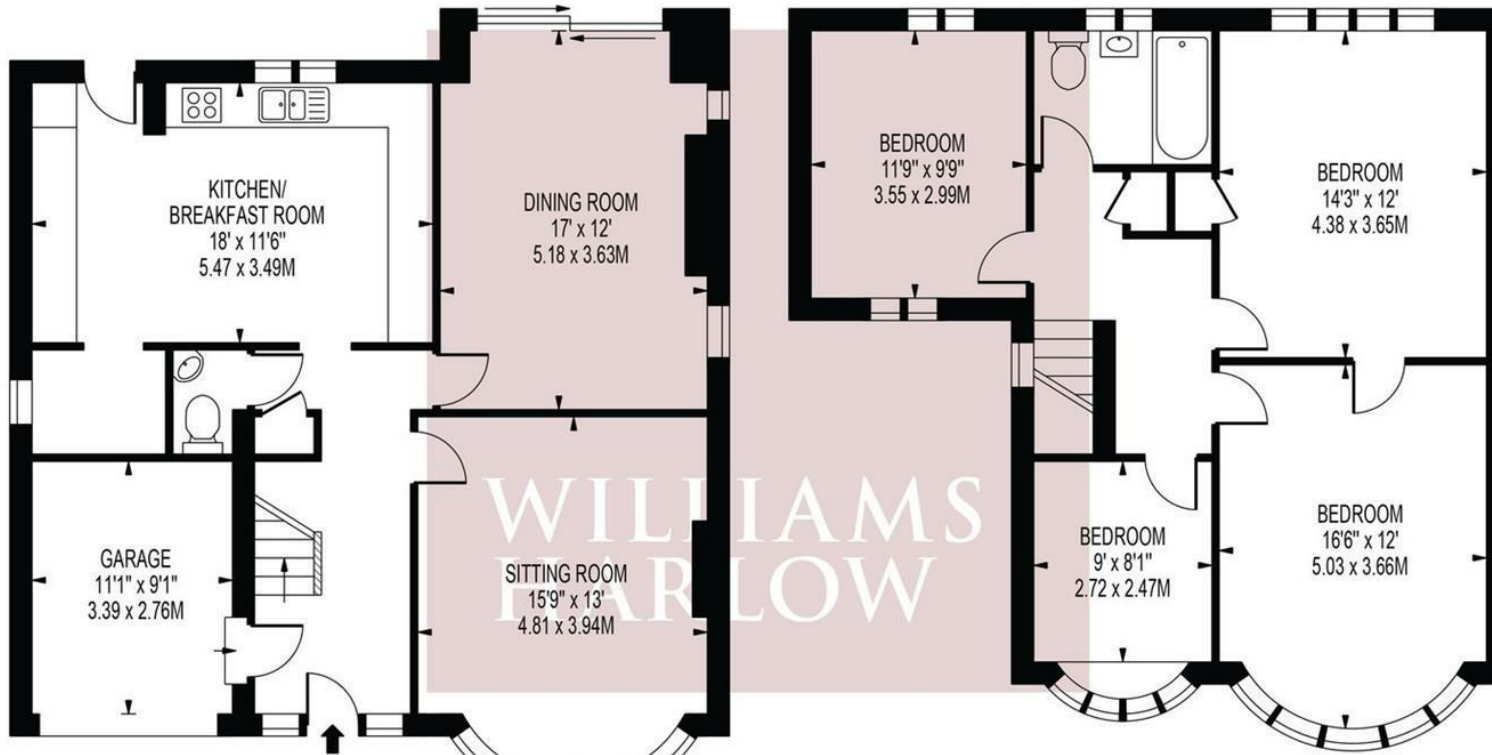 KITCHEN/
BREAKFAST ROOM
18' x 11'6"
5.47 x 3.49M
DINING ROOM
17' x 12'
5.18 x 3.63M
GARAGE
11'1" x 9'1"
3.39 x 2.76M
SITTING ROOM
15'9" x 13'
4.81 x 3.94M
WILLIAMS
HARLOW
BEDROOM
11'9" x 9'9"
3.55 x 2.99M
BEDROOM
14'3" x 12'
4.38 x 3.65M
BEDROOM
9' x 8'1"
2.72 x 2.47M
BEDROOM
16'6" x 12'
5.03 x 3.66M